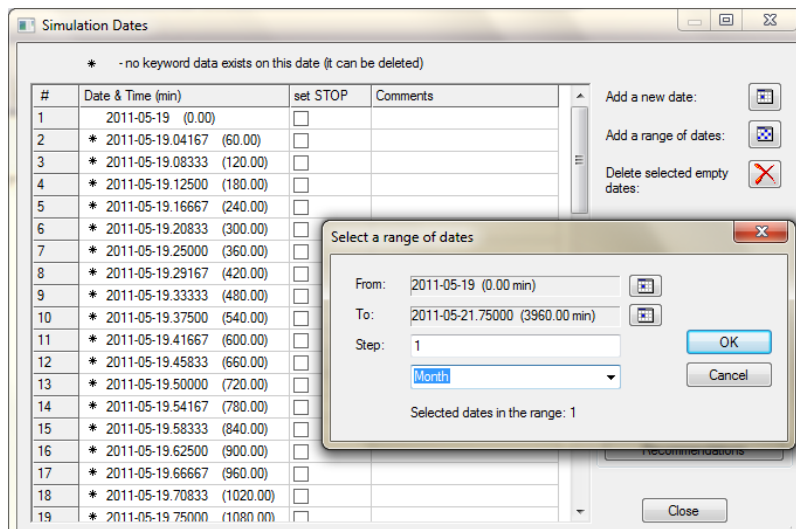 Simulation Dates
* - no keyword data exists on this date (it can be deleted)
# Date & Time (min) set STOP Comments
1 2011-05-19 (0.00)
2 * 2011-05-19.04167 (60.00)
3 * 2011-05-19.08333 (120.00)
4 * 2011-05-19.12500 (180.00)
5 * 2011-05-19.16667 (240.00)
6 * 2011-05-19.20833 (300.00)
7 * 2011-05-19.25000 (360.00)
8 * 2011-05-19.29167 (420.00)
9 * 2011-05-19.33333 (480.00)
10 * 2011-05-19.37500 (540.00)
11 * 2011-05-19.41667 (600.00)
12 * 2011-05-19.45833 (660.00)
13 * 2011-05-19.50000 (720.00)
14 * 2011-05-19.54167 (780.00)
15 * 2011-05-19.58333 (840.00)
16 * 2011-05-19.62500 (900.00)
17 * 2011-05-19.66667 (960.00)
18 * 2011-05-19.70833 (1020.00)
19 * 2011-05-19.75000 (1080.00)
Add a new date:
Add a range of dates:
Delete selected empty
dates:
Select a range of dates
From: 2011-05-19 (0.00 min)
To: 2011-05-21.75000 (3960.00 min)
Step: 1
Month
OK
Cancel
Selected dates in the range: 1
Recommendations
Close